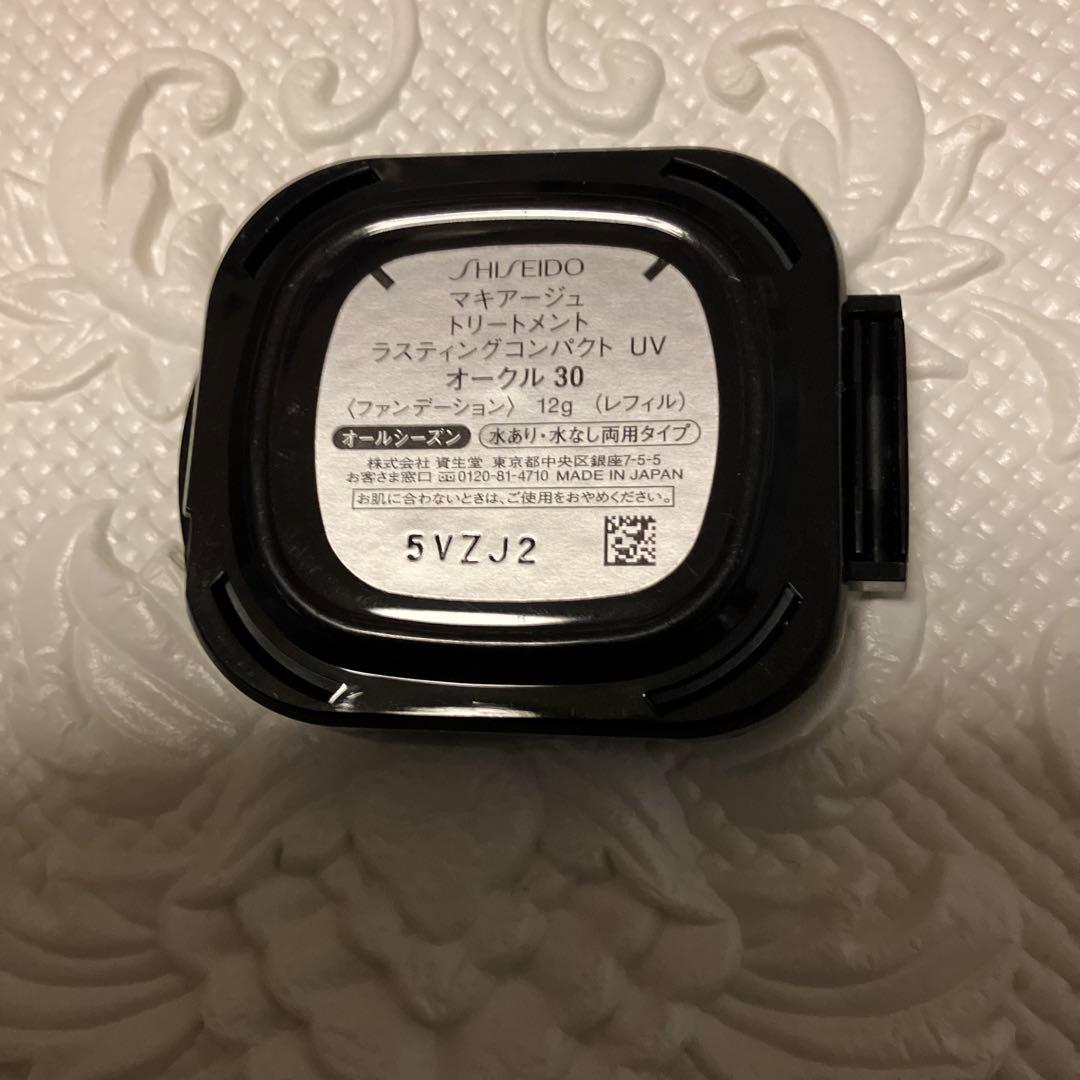 SHISEIDO
マキアージュ
トリートメント
ラスティングコンパクト UV
オークル 30
〈ファンデーション〉 12g (レフィル)
オールシーズン 水あり・水なし両用タイプ
株式会社 資生堂 東京都中央区銀座7-5-5
お客さま窓口 0120-81-4710 MADE IN JAPAN
お肌に合わないときは、ご使用をおやめください。
5VZJ2